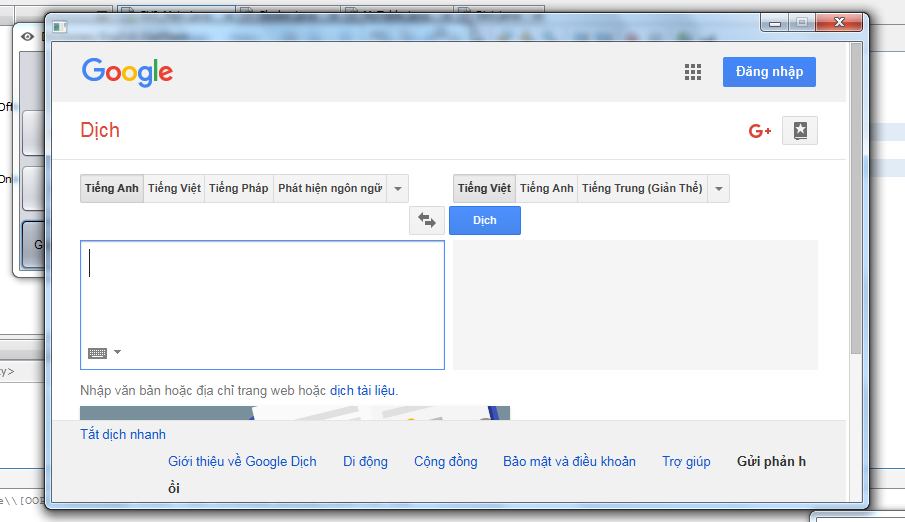 Google
Đăng nhập
Dịch
G+
Tiếng Anh Tiếng Việt Tiếng Pháp Phát hiện ngôn ngữ
Tiếng Việt Tiếng Anh Tiếng Trung (Giản Thể)
Dịch
Nhập văn bản hoặc địa chỉ trang web hoặc dịch tài liệu.
Tắt dịch nhanh
Giới thiệu về Google Dịch Di động Cộng đồng Bảo mật và điều khoản Trợ giúp Gửi phản h
ồi